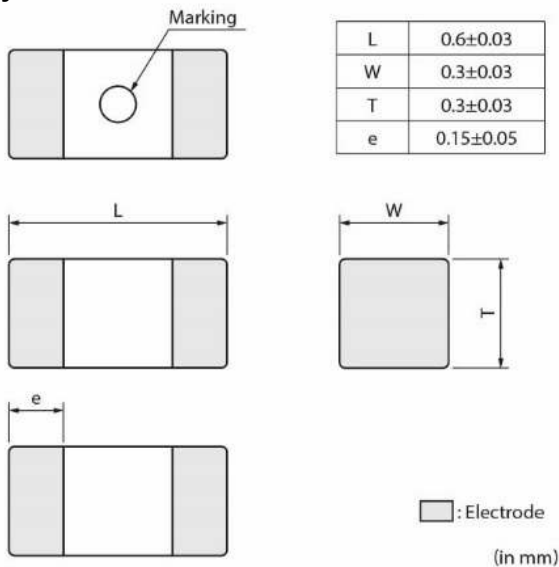 Marking
L 0.6±0.03
W 0.3±0.03
T 0.3±0.03
e 0.15±0.05
L
W
T
e
: Electrode
(in mm)